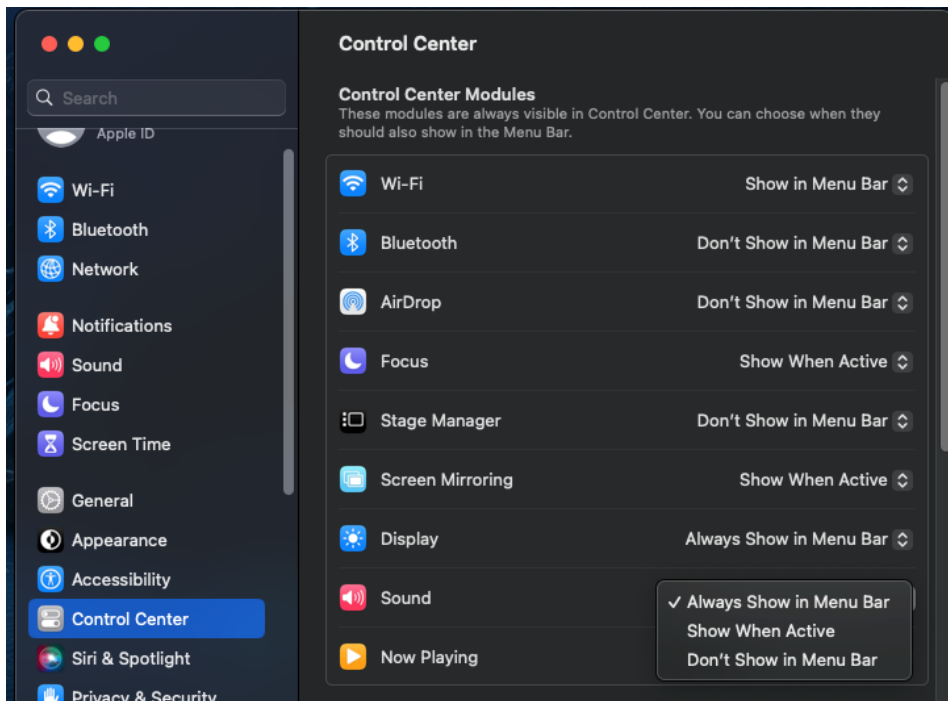 Control Center
Search
Apple ID
Wi-Fi
Bluetooth
Network
Notifications
Sound
Focus
Screen Time
General
Appearance
Accessibility
Control Center
Siri & Spotlight
Privacy & Security
Control Center Modules
These modules are always visible in Control Center. You can choose when they
should also show in the Menu Bar.
Wi-Fi Show in Menu Bar
Bluetooth Don't Show in Menu Bar
AirDrop Don't Show in Menu Bar
Focus Show When Active
Stage Manager Don't Show in Menu Bar
Screen Mirroring Show When Active
Display Always Show in Menu Bar
Sound
✓ Always Show in Menu Bar
Show When Active
Don't Show in Menu Bar
Now Playing